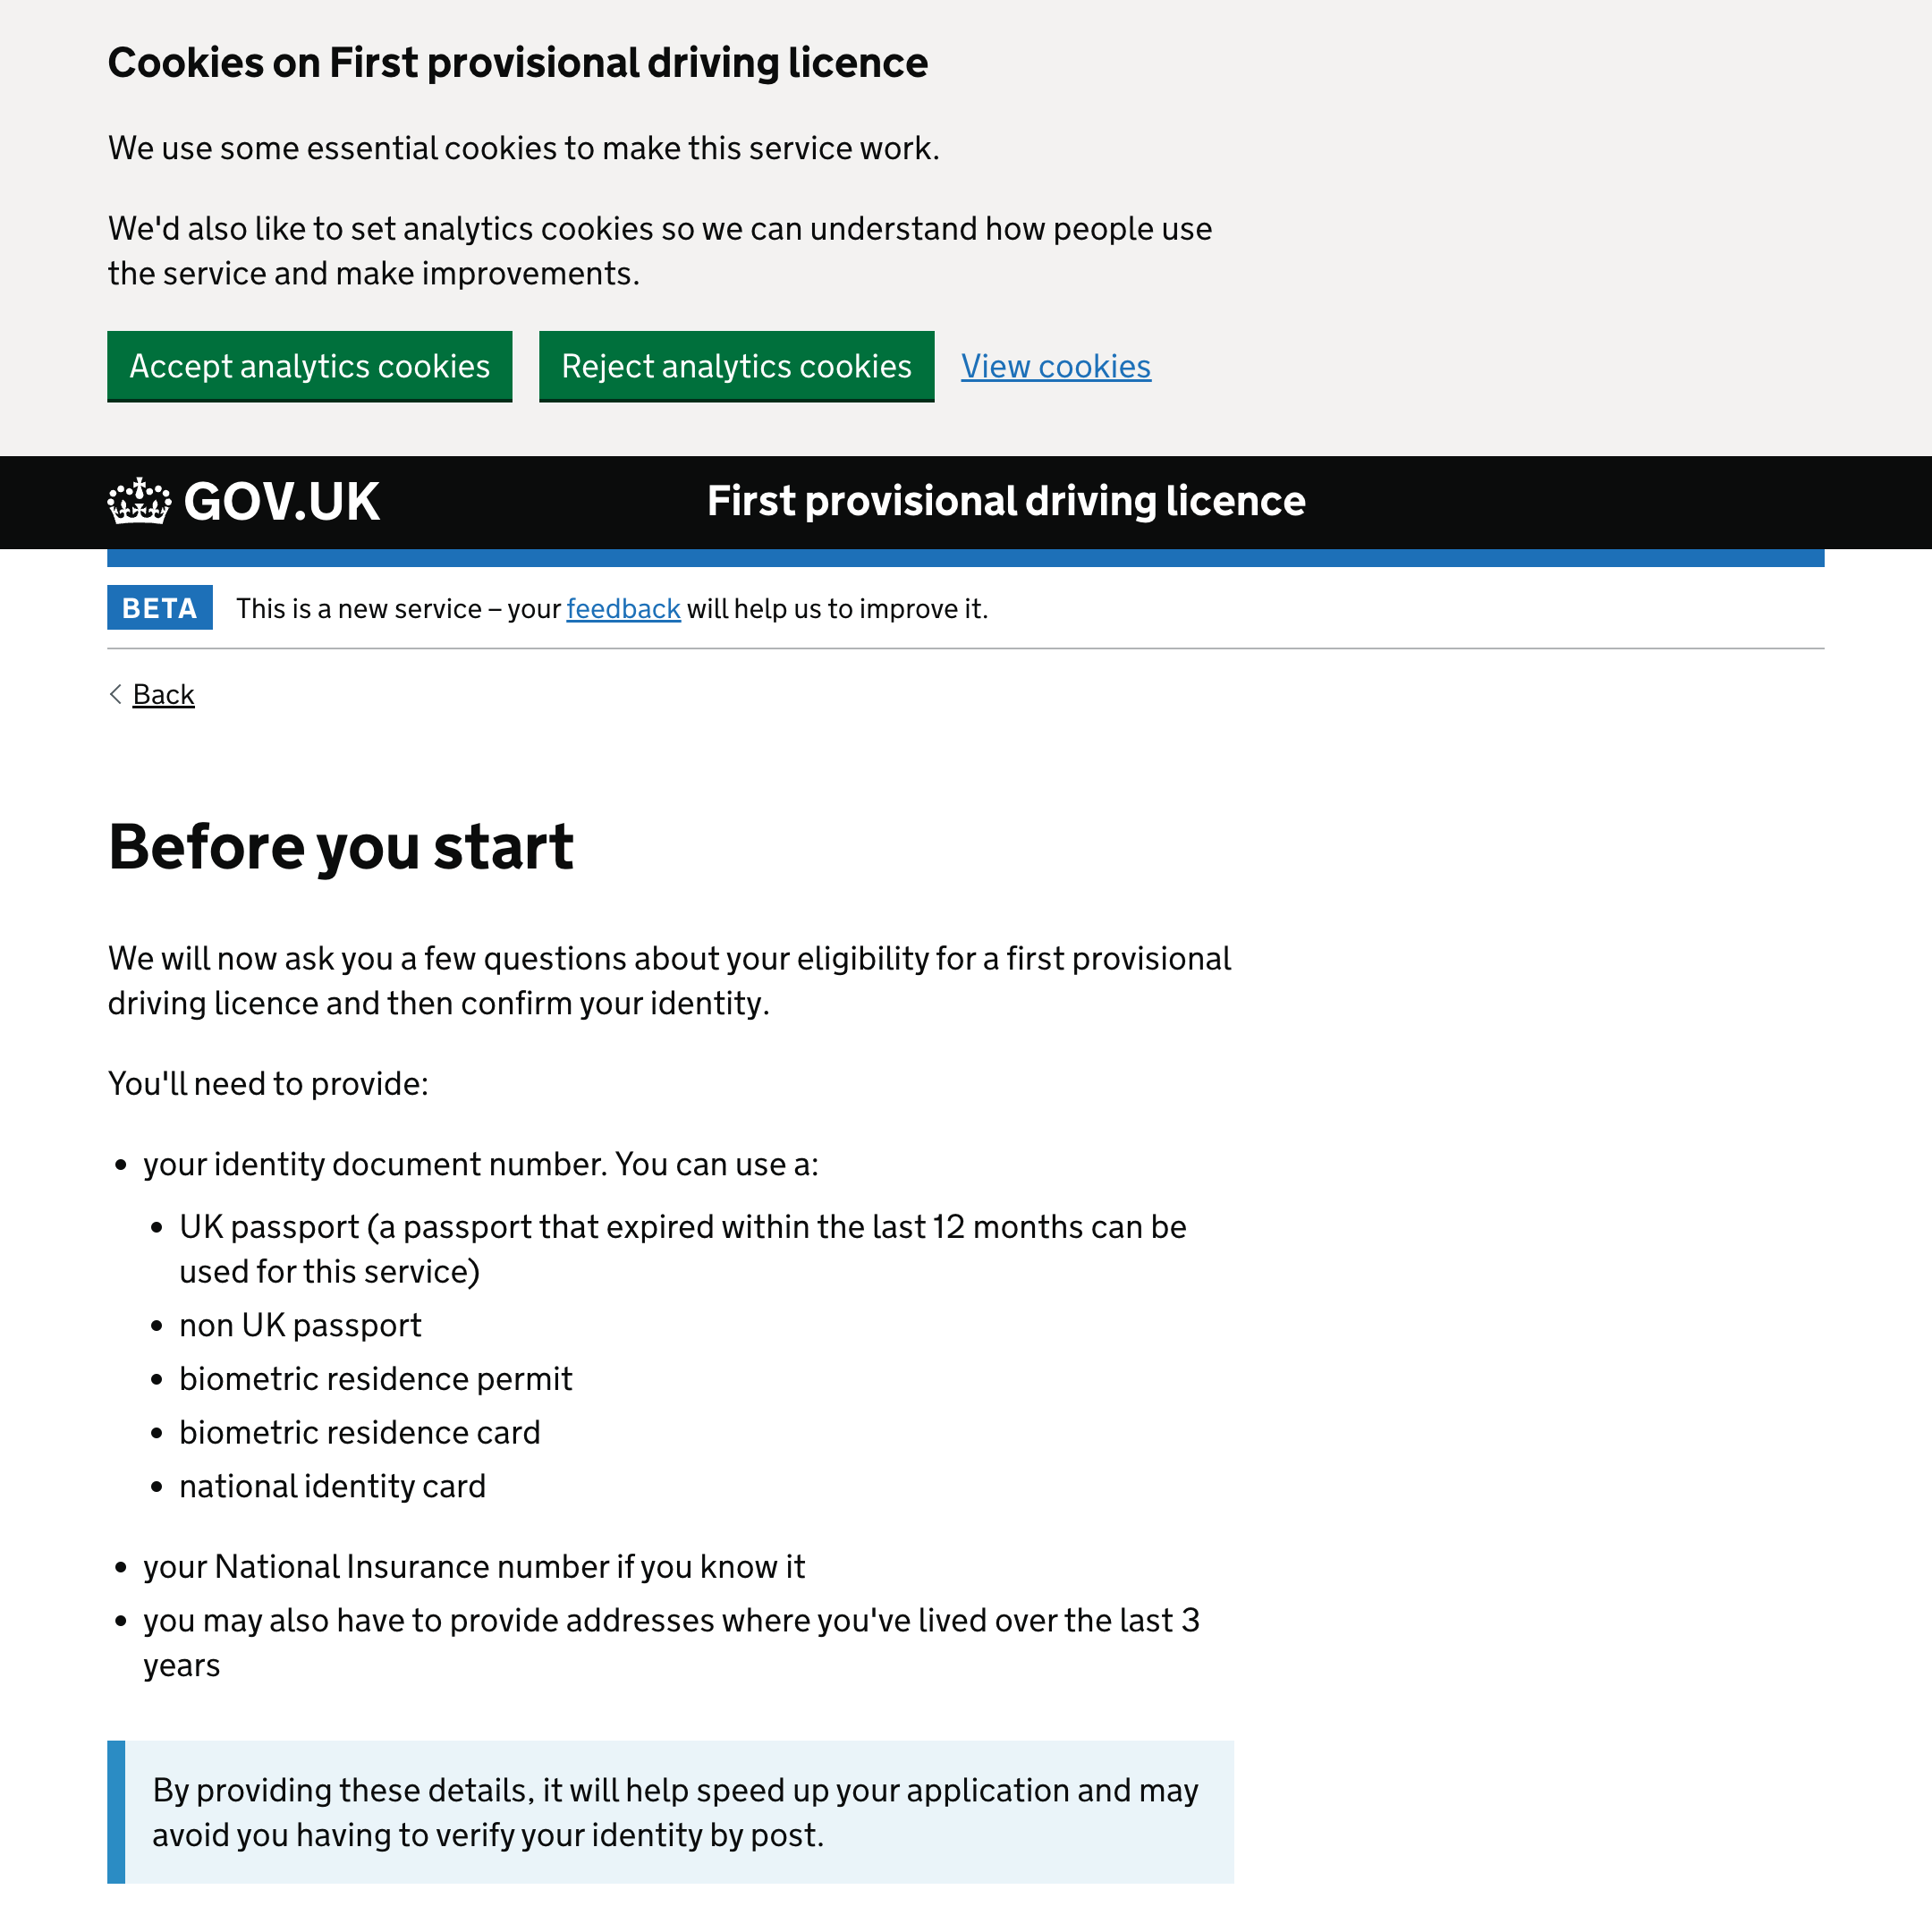 Cookies on First provisional driving licence
We use some essential cookies to make this service work.
We'd also like to set analytics cookies so we can understand how people use
the service and make improvements.
Accept analytics cookies
Reject analytics cookies
View cookies
GOV.UK
First provisional driving licence
BETA
This is a new service – your feedback will help us to improve it.
Back
Before you start
We will now ask you a few questions about your eligibility for a first provisional
driving licence and then confirm your identity.
You'll need to provide:
your identity document number. You can use a:
UK passport (a passport that expired within the last 12 months can be
used for this service)
non UK passport
biometric residence permit
biometric residence card
national identity card
your National Insurance number if you know it
you may also have to provide addresses where you've lived over the last 3
years
By providing these details, it will help speed up your application and may
avoid you having to verify your identity by post.